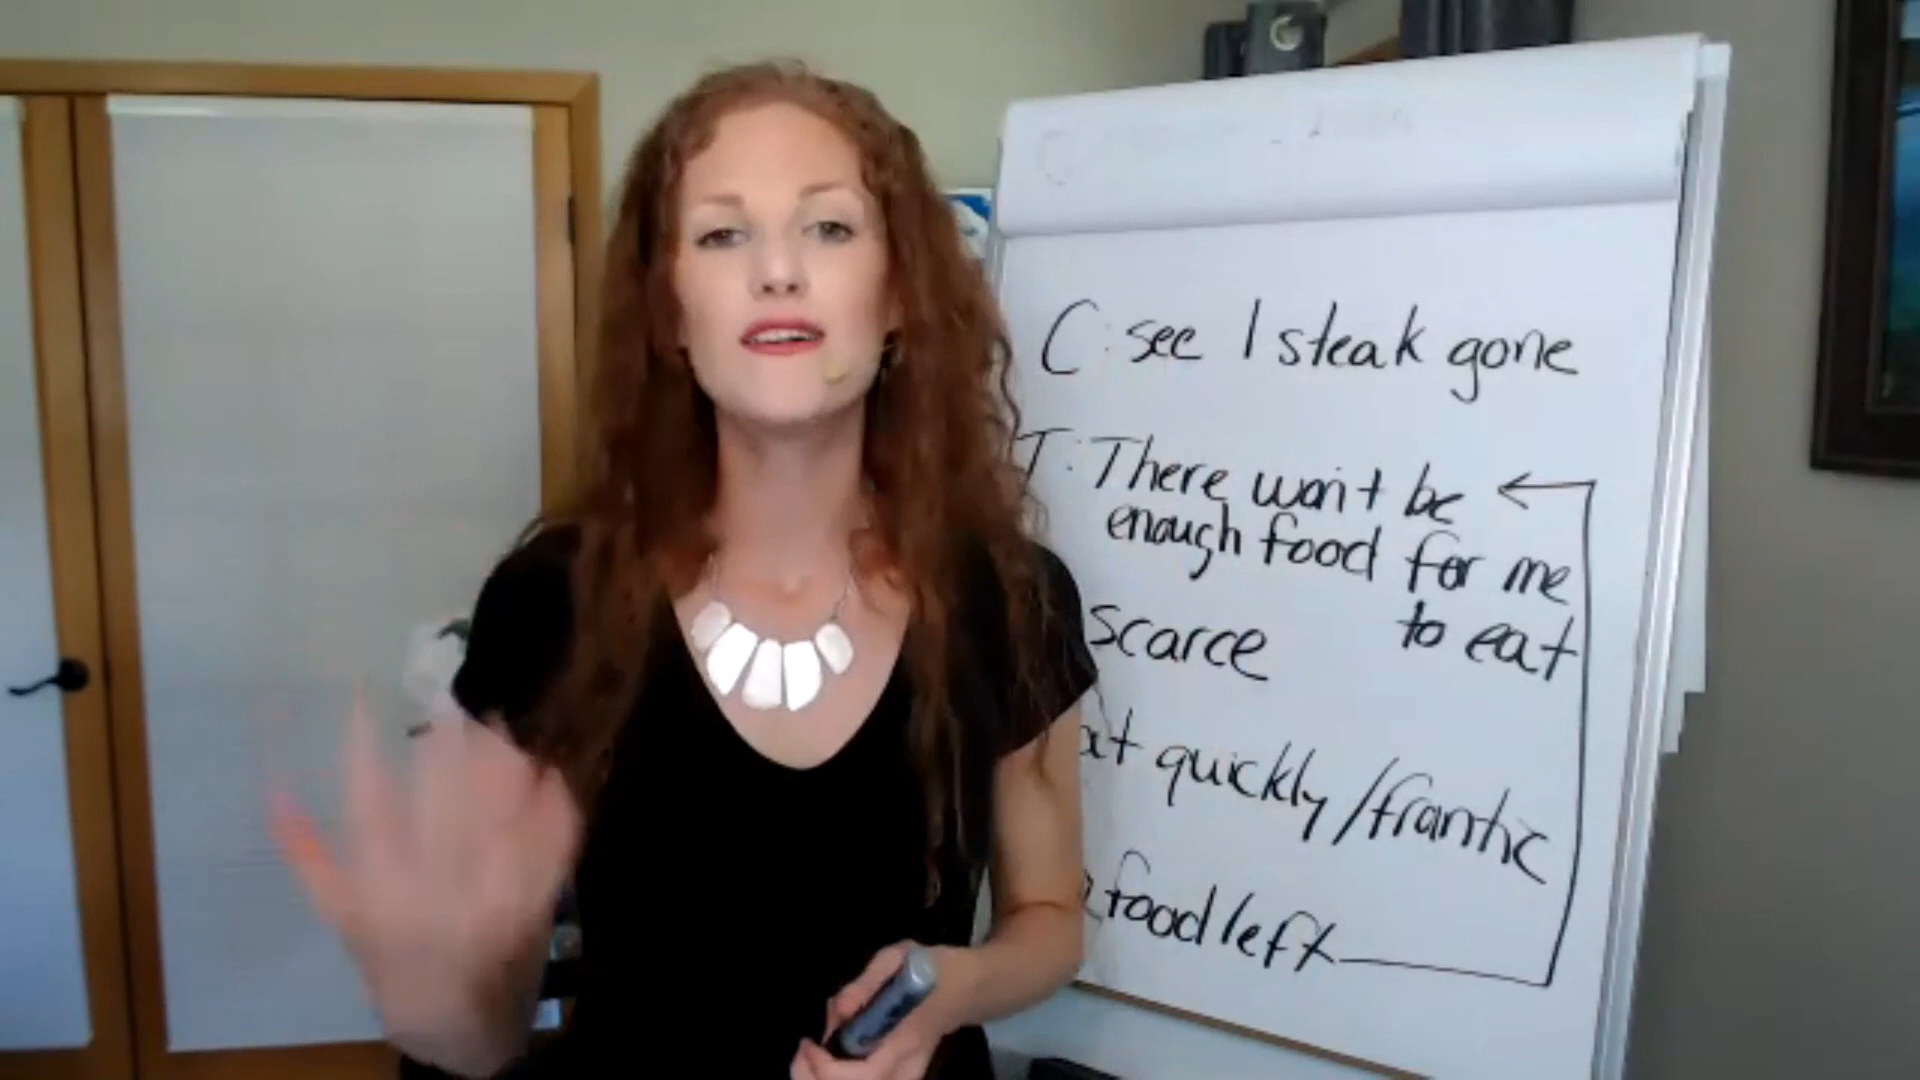 C: see 1 steak gone
T: There won't be
enough food for me
to eat
scarce
at quickly/frantic
food left